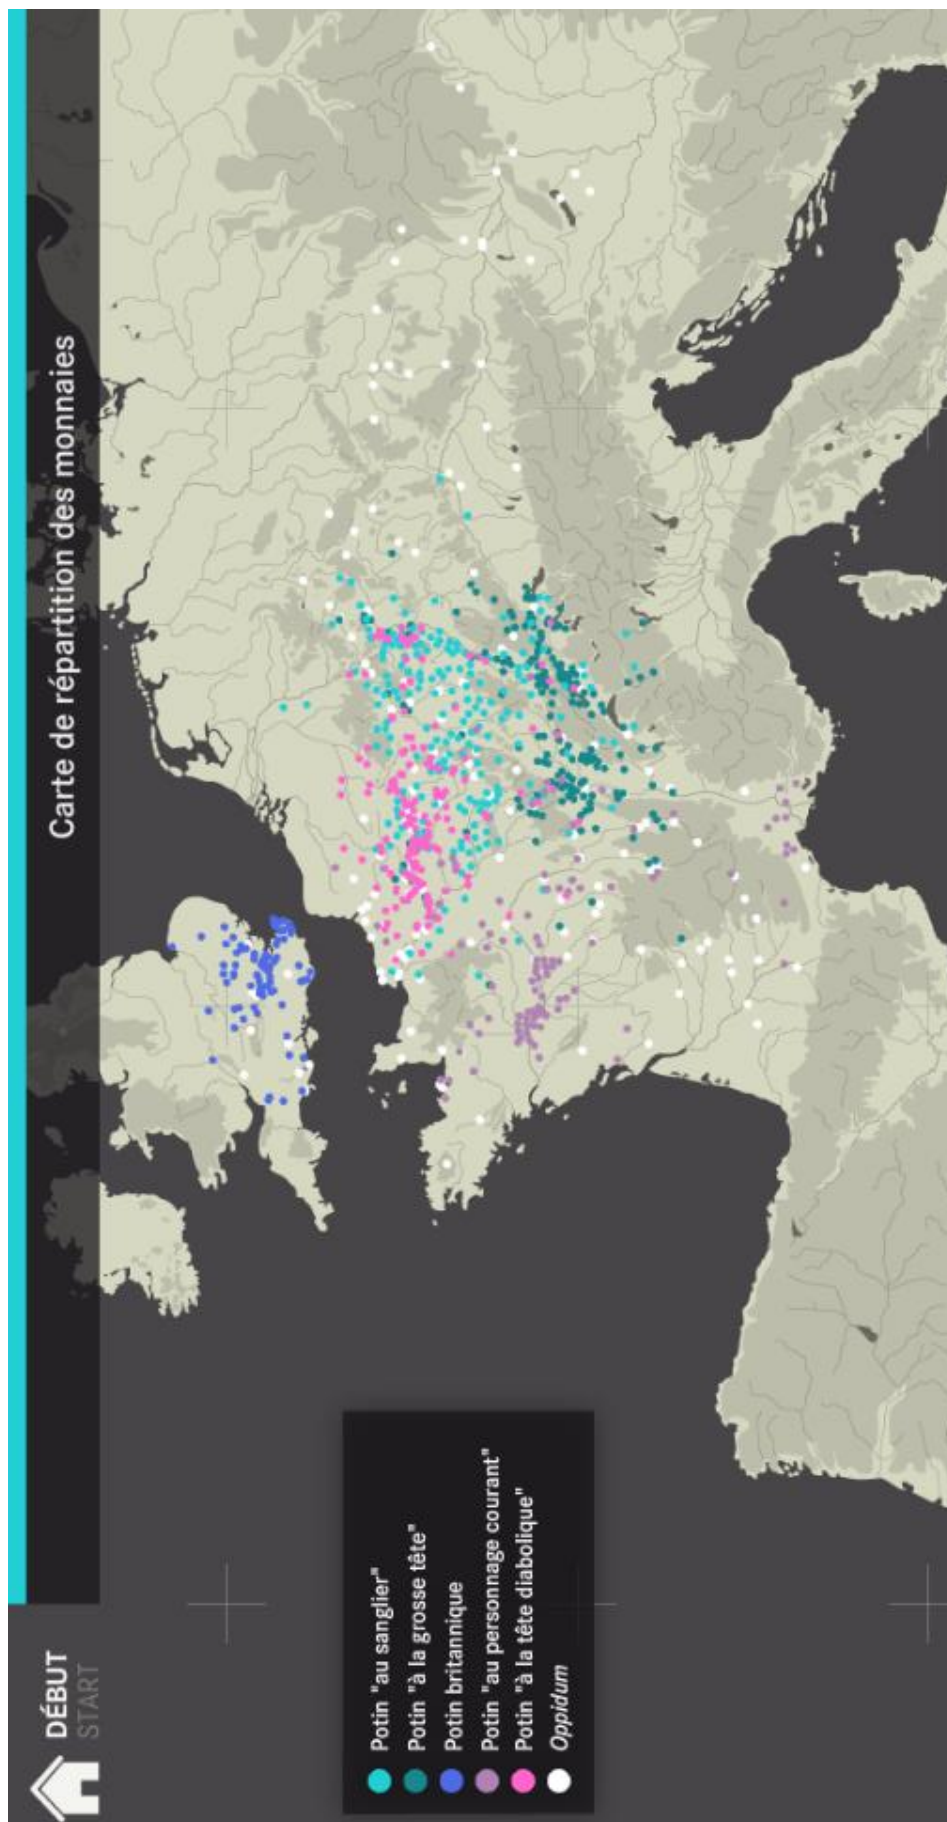 DÉBUT
START
Carte de répartition des monnaies
Potin "au sanglier"
Potin "à la grosse tête"
Potin britannique
Potin "au personnage courant"
Potin "à la tête diabolique"
Oppidum